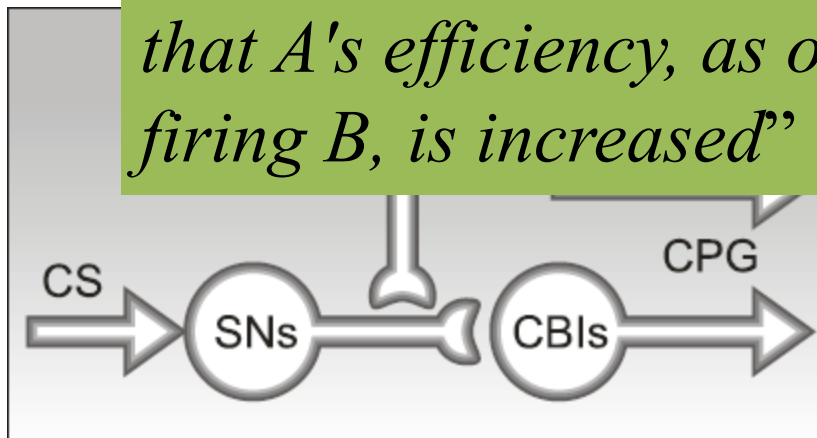 that A's efficiency, as o
firing B, is increased”
CPG
CS
SNs
CBIs